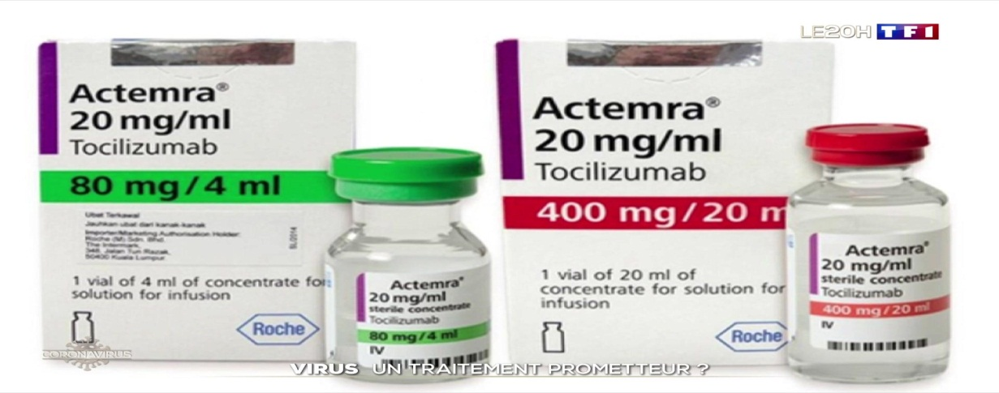 LE20H TF1
Actemra®
20 mg/ml
Tocilizumab
80 mg/4 ml
Ubat Terkawal
Jauhkan ubat dari kanak-kanak
Importer/Marketing Authorisation Holder:
Roche (M) Sdn. Bhd.
The Intermark,
348, Jalan Tun Razak,
50400 Kuala Lumpur.
SL/2014
1 vial of 4 ml of concentrate for
solution for infusion
Roche
Actemra®
20 mg/ml
sterile concentrate
Tocilizumab
80 mg/4 ml
IV
Actemra®
20 mg/ml
Tocilizumab
400 mg/20 m
1 vial of 20 ml of
concentrate for solution for
infusion
Roche
Actemra®
20 mg/ml
sterile concentrate
Tocilizumab
400 mg/20 ml
IV
CORONAVIRUS
VIRUS UN TRAITEMENT PROMETTEUR ?